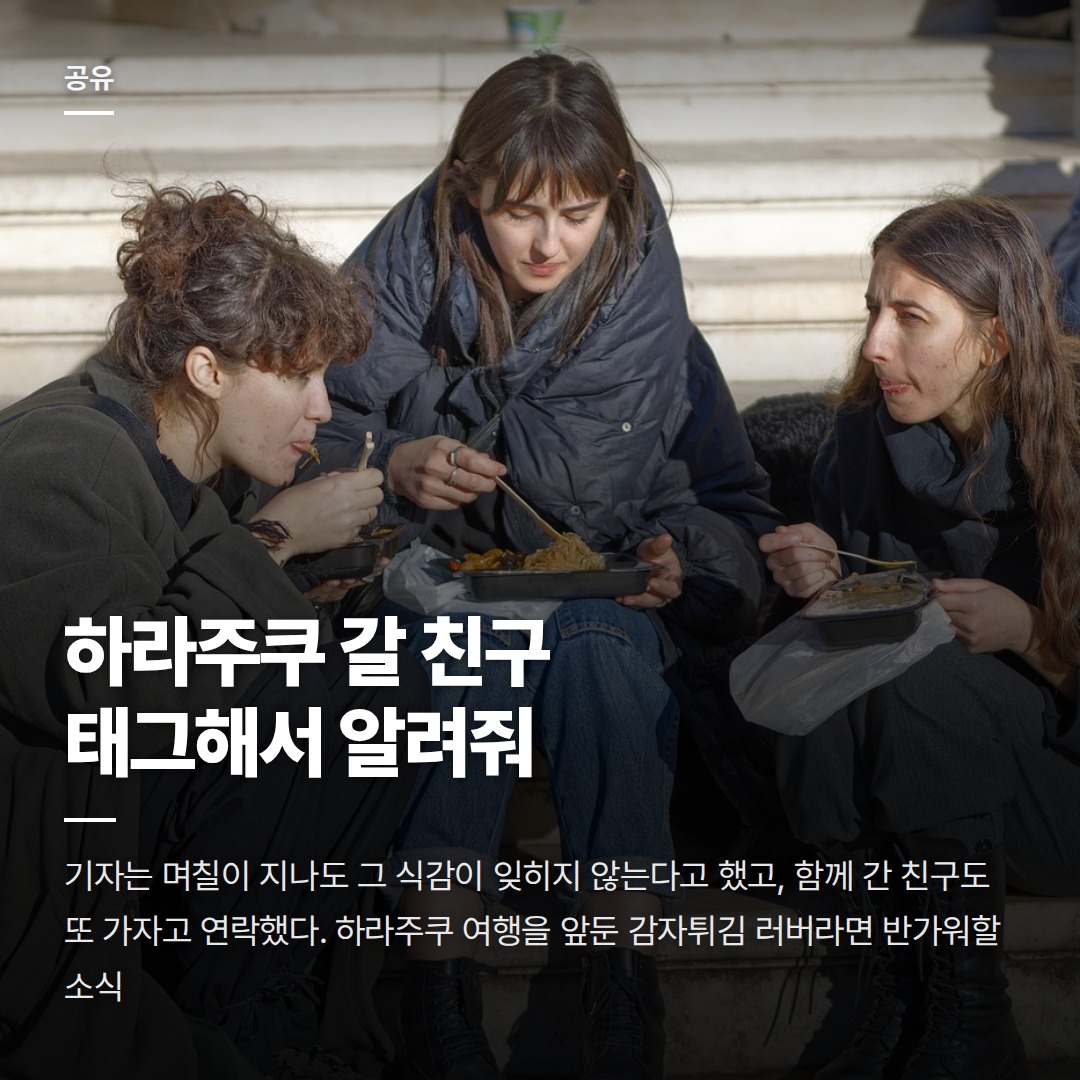 공유
하라주쿠 갈 친구
태그해서 알려줘
기자는 며칠이 지나도 그 식감이 잊히지 않는다고 했고, 함께 간 친구도
또 가자고 연락했다. 하라주쿠 여행을 앞둔 감자튀김 러버라면 반가워할
소식